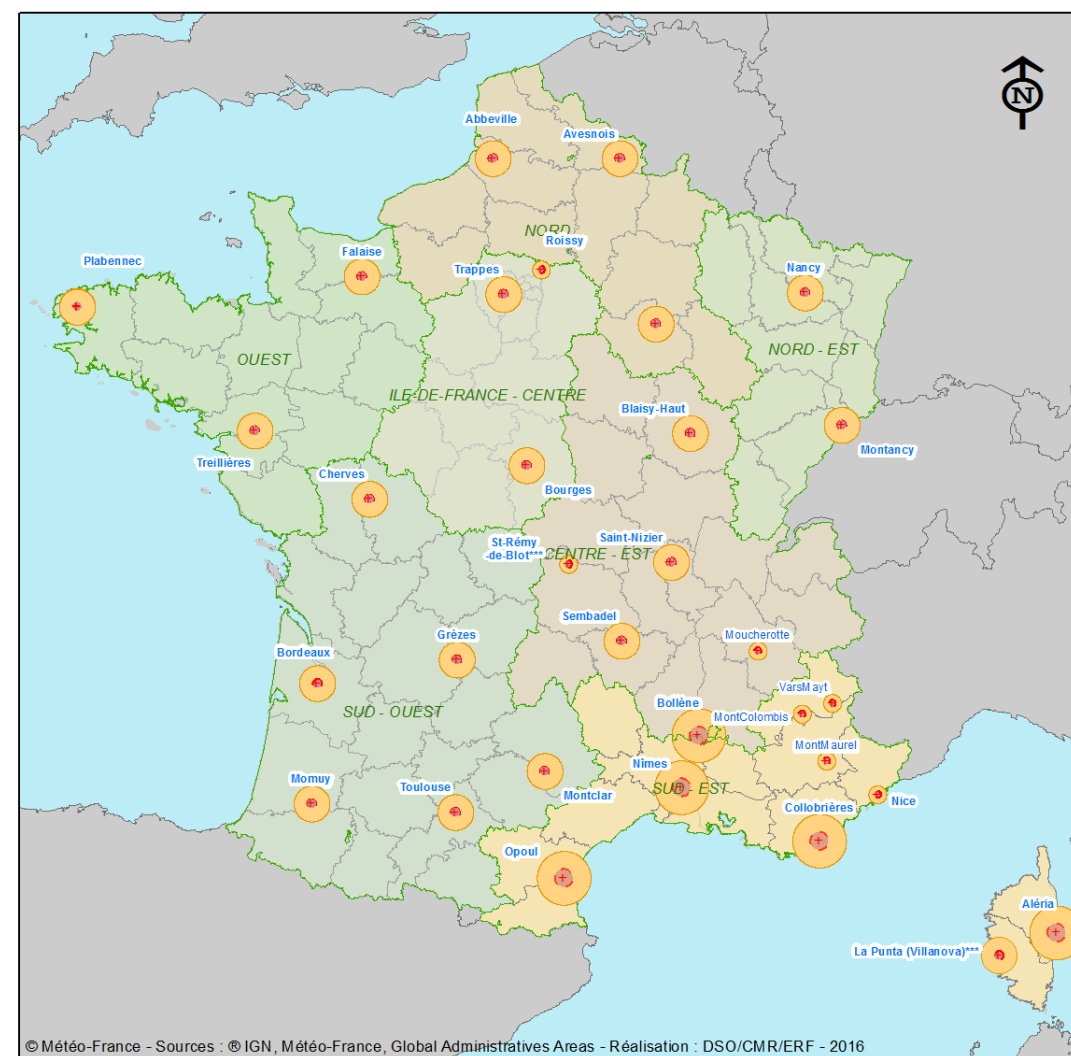 N
Abbeville
Avesnois
NORD
Roissy
Falaise
Plabennec
Trappes
Nancy
OUEST
NORD - EST
ILE-DE-FRANCE - CENTRE
Blaisy-Haut
Treillières
Montancy
Cherves
Bourges
St-Rémy
-de-Blot***
CENTRE - EST
Saint-Nizier
Sembadel
Grèzes
Moucherotte
Bordeaux
VarsMayt
Bollène
MontColombis
SUD - OUEST
MontMaurel
Nîmes
Momuy
Toulouse
Montclar
SUD - EST
Nice
Collobrières
Opoul
Aléria
La Punta (Villanova)***
© Météo-France - Sources : ® IGN, Météo-France, Global Administratives Areas - Réalisation : DSO/CMR/ERF - 2016